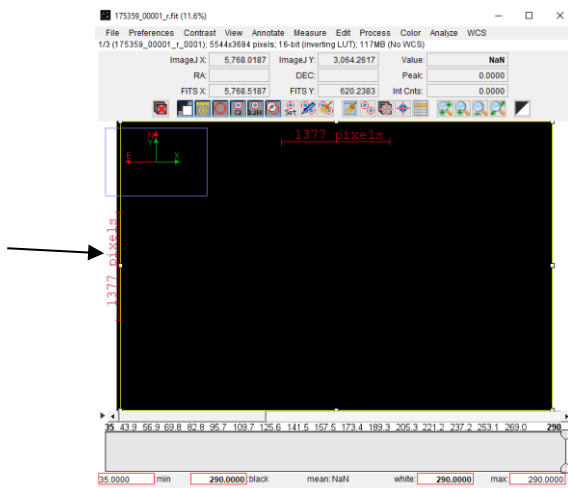 175359_00001_r.fit (11.6%)
File Preferences Contrast View Annotate Measure Edit Process Color Analyze WCS
1/3 (175359_00001_r_0001); 5544x3684 pixels; 16-bit (inverting LUT); 117MB (No WCS)
ImageJ X: 5,768.0187 ImageJ Y: 3,064.2617 Value: NaN
RA: DEC: Peak: 0.0000
FITS X: 5,768.5187 FITS Y: 620.2383 Int Cnts: 0.0000
1377 pixels
N
Y
E X
1377 pixels
35 43.9 56.9 69.8 82.8 95.7 109.7 125.6 141.5 157.5 173.4 189.3 205.3 221.2 237.2 253.1 269.0 290
35.0000 :min 290.0000 :black mean: NaN white: 290.0000 max: 290.0000